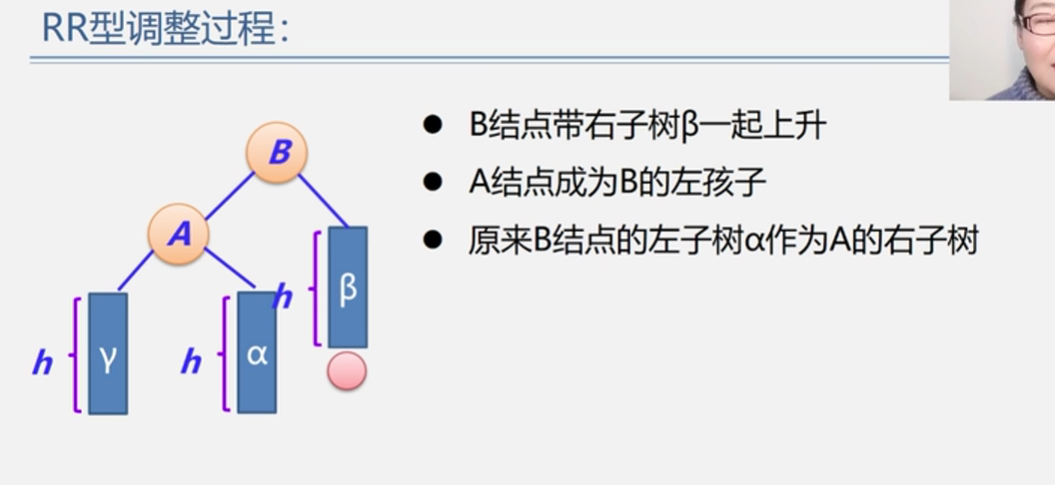 RR型调整过程：
B结点带右子树β一起上升
A结点成为B的左孩子
原来B结点的左子树α作为A的右子树
B
A
h
β
h
γ
h
α